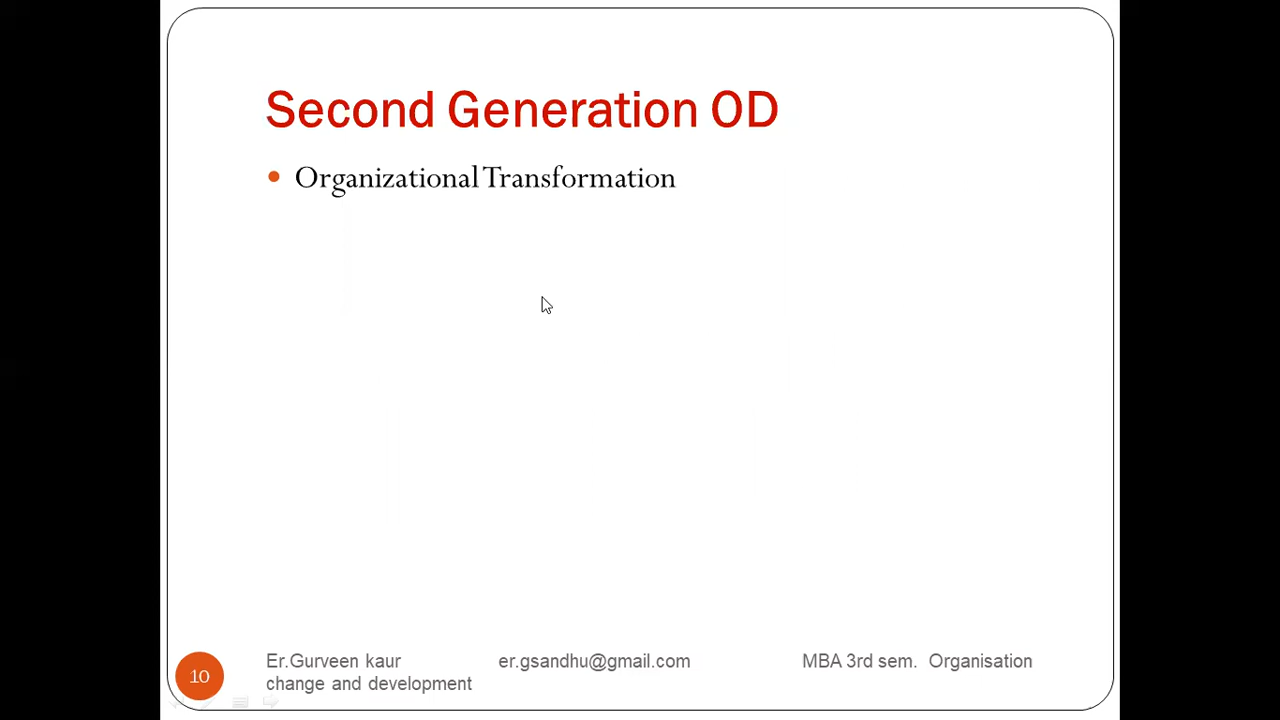 Second Generation OD
Organizational Transformation
Er.Gurveen kaur er.gsandhu@gmail.com MBA 3rd sem. Organisation
change and development
10